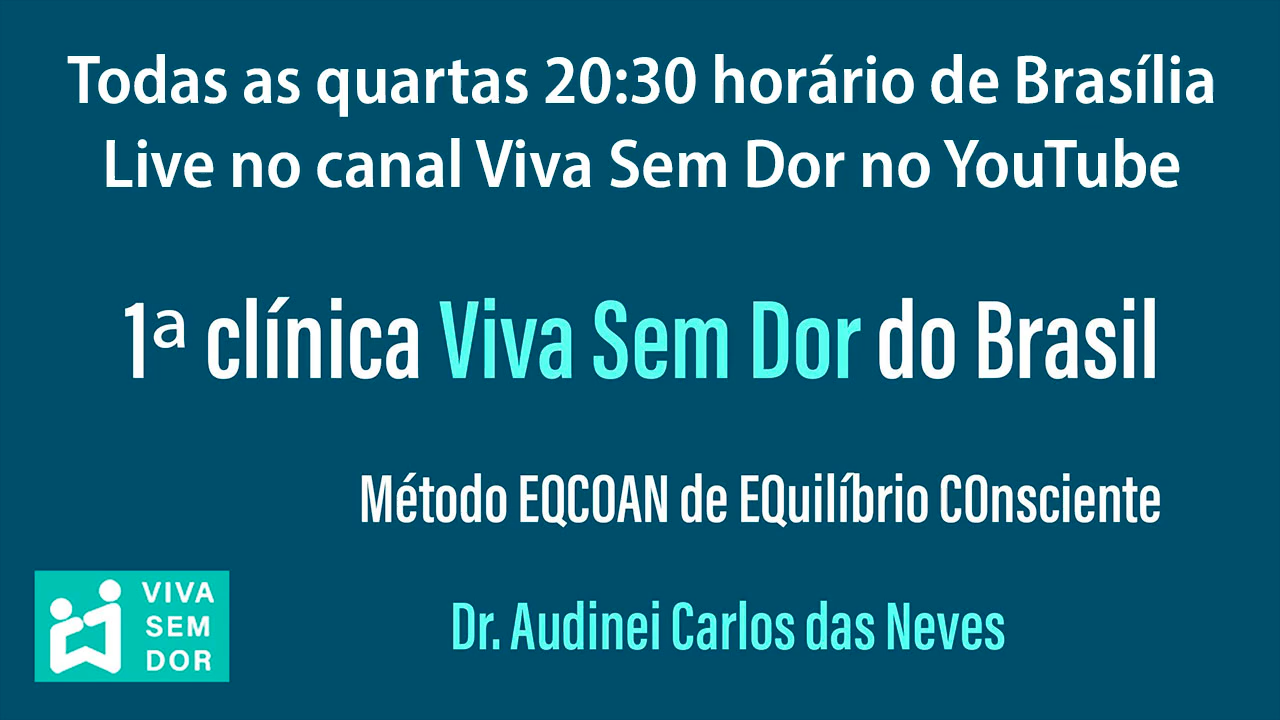 Todas as quartas 20:30 horário de Brasília
Live no canal Viva Sem Dor no YouTube
1ª clínica Viva Sem Dor do Brasil
Método EQCOAN de EQuilíbrio COnsciente
Dr. Audinei Carlos das Neves
VIVA
SEM
DOR